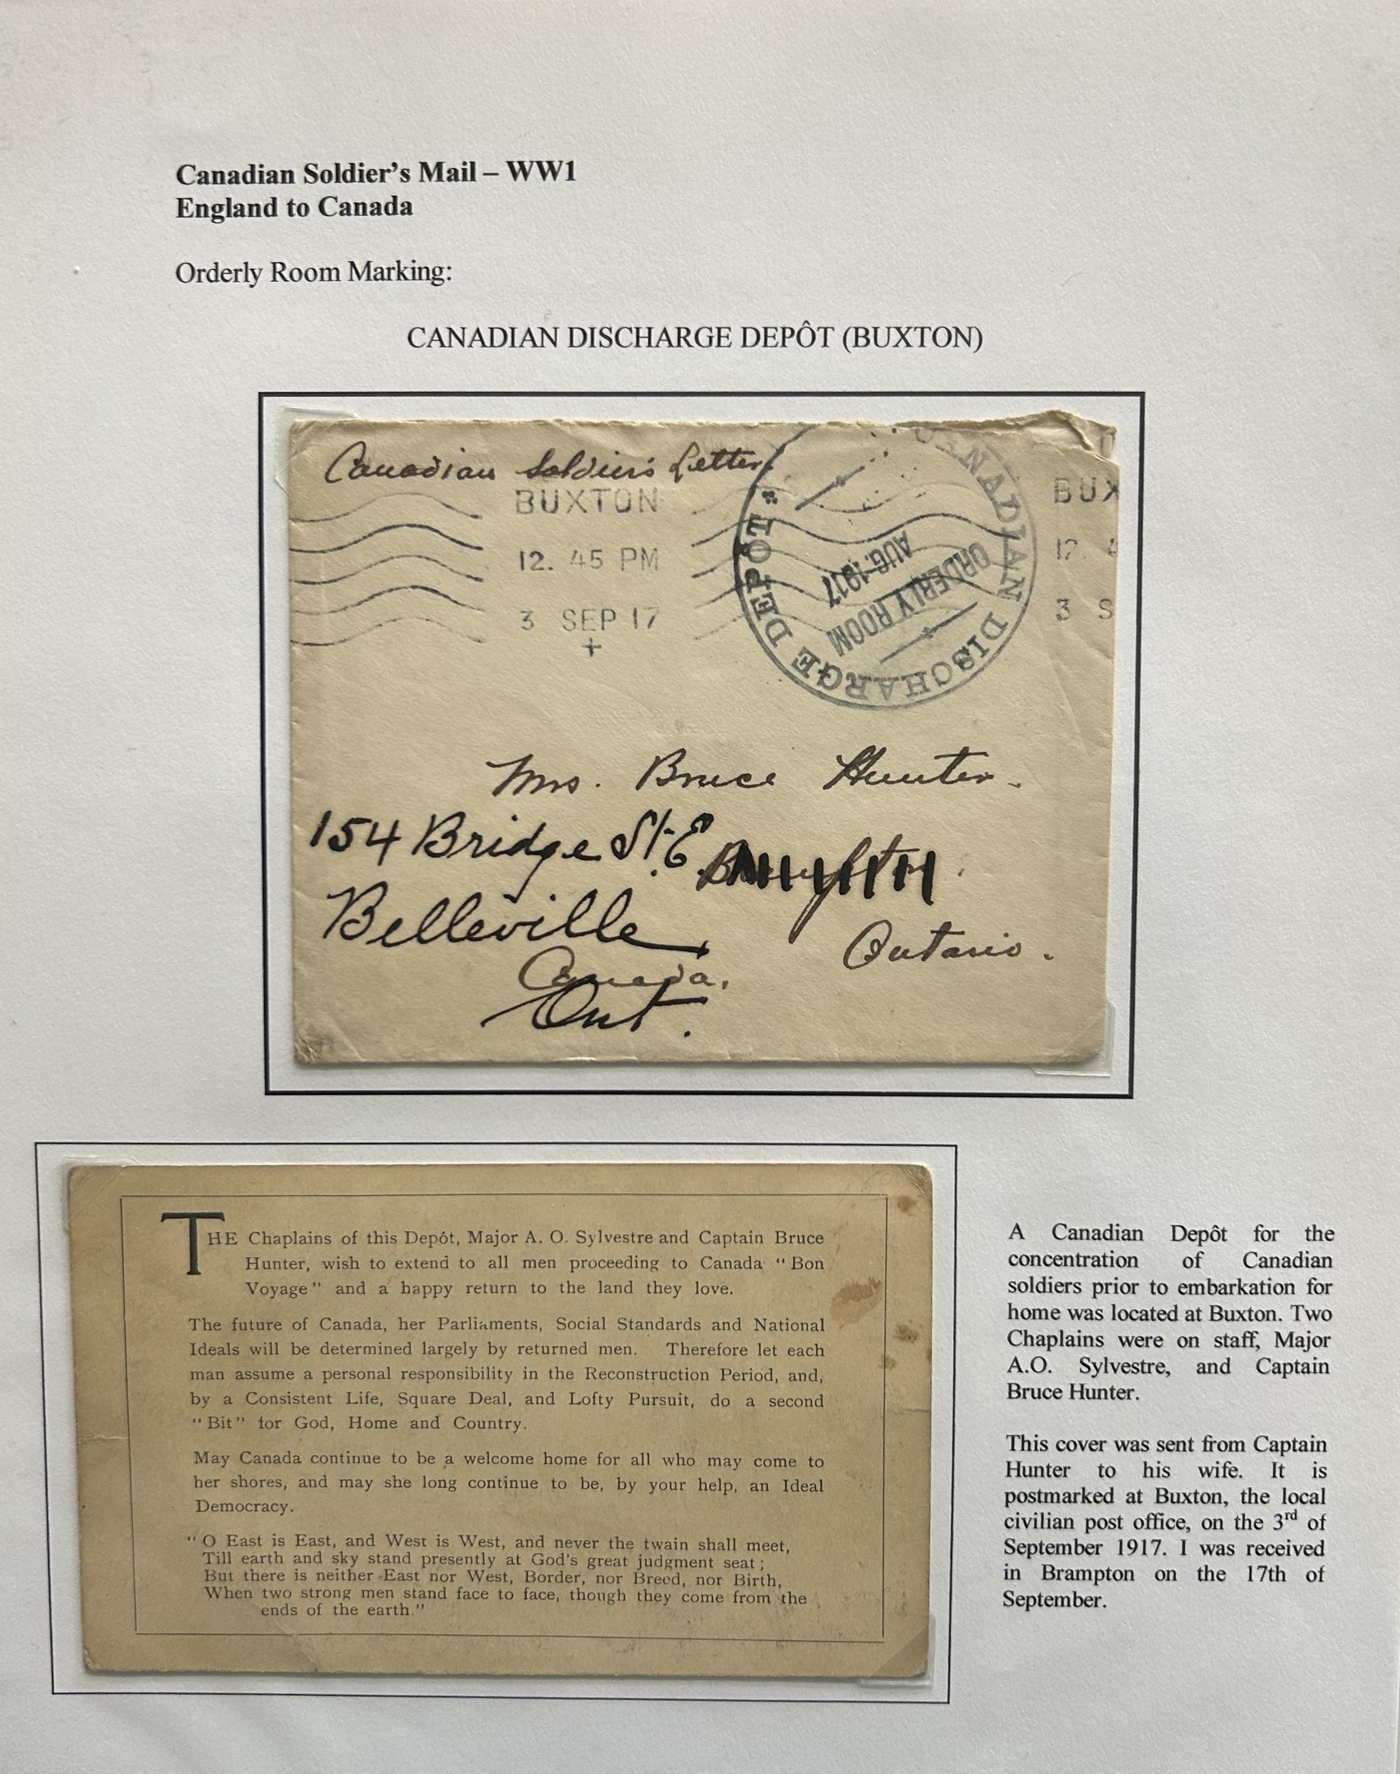 Canadian Soldier’s Mail – WW1
England to Canada
Orderly Room Marking:
CANADIAN DISCHARGE DEPÔT (BUXTON)
Canadian Soldier's Letter.
BUXTON
12. 45 PM
3 SEP 17
+
CANADIAN DISCHARGE DEPÔT
ORDERLY ROOM
AUG. 1917
BUX
12. 4
3 S
Mrs. Bruce Hunter.
154 Bridge St. E.
Belleville
Ontario.
Canada.
Ont.
THE Chaplains of this Depôt, Major A. O. Sylvestre and Captain Bruce
Hunter, wish to extend to all men proceeding to Canada “Bon
Voyage” and a happy return to the land they love.
The future of Canada, her Parliaments, Social Standards and National
Ideals will be determined largely by returned men. Therefore let each
man assume a personal responsibility in the Reconstruction Period, and,
by a Consistent Life, Square Deal, and Lofty Pursuit, do a second
“Bit” for God, Home and Country.
May Canada continue to be a welcome home for all who may come to
her shores, and may she long continue to be, by your help, an Ideal
Democracy.
“O East is East, and West is West, and never the twain shall meet,
Till earth and sky stand presently at God's great judgment seat;
But there is neither East nor West, Border, nor Breed, nor Birth,
When two strong men stand face to face, though they come from the
ends of the earth.”
A Canadian Depôt for the
concentration of Canadian
soldiers prior to embarkation for
home was located at Buxton. Two
Chaplains were on staff, Major
A.O. Sylvestre, and Captain
Bruce Hunter.
This cover was sent from Captain
Hunter to his wife. It is
postmarked at Buxton, the local
civilian post office, on the 3rd of
September 1917. I was received
in Brampton on the 17th of
September.